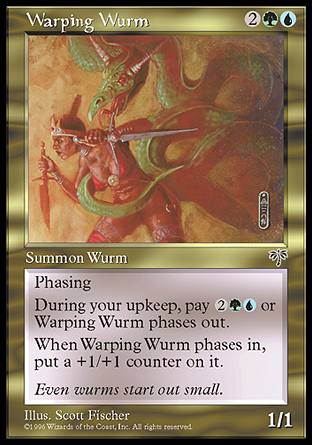 Warping Wurm 2
Summon Wurm
Phasing
During your upkeep, pay 2 or
Warping Wurm phases out.
When Warping Wurm phases in,
put a +1/+1 counter on it.
Even wurms start out small.
Illus. Scott Fischer
©1996 Wizards of the Coast, Inc. All rights reserved.
1/1